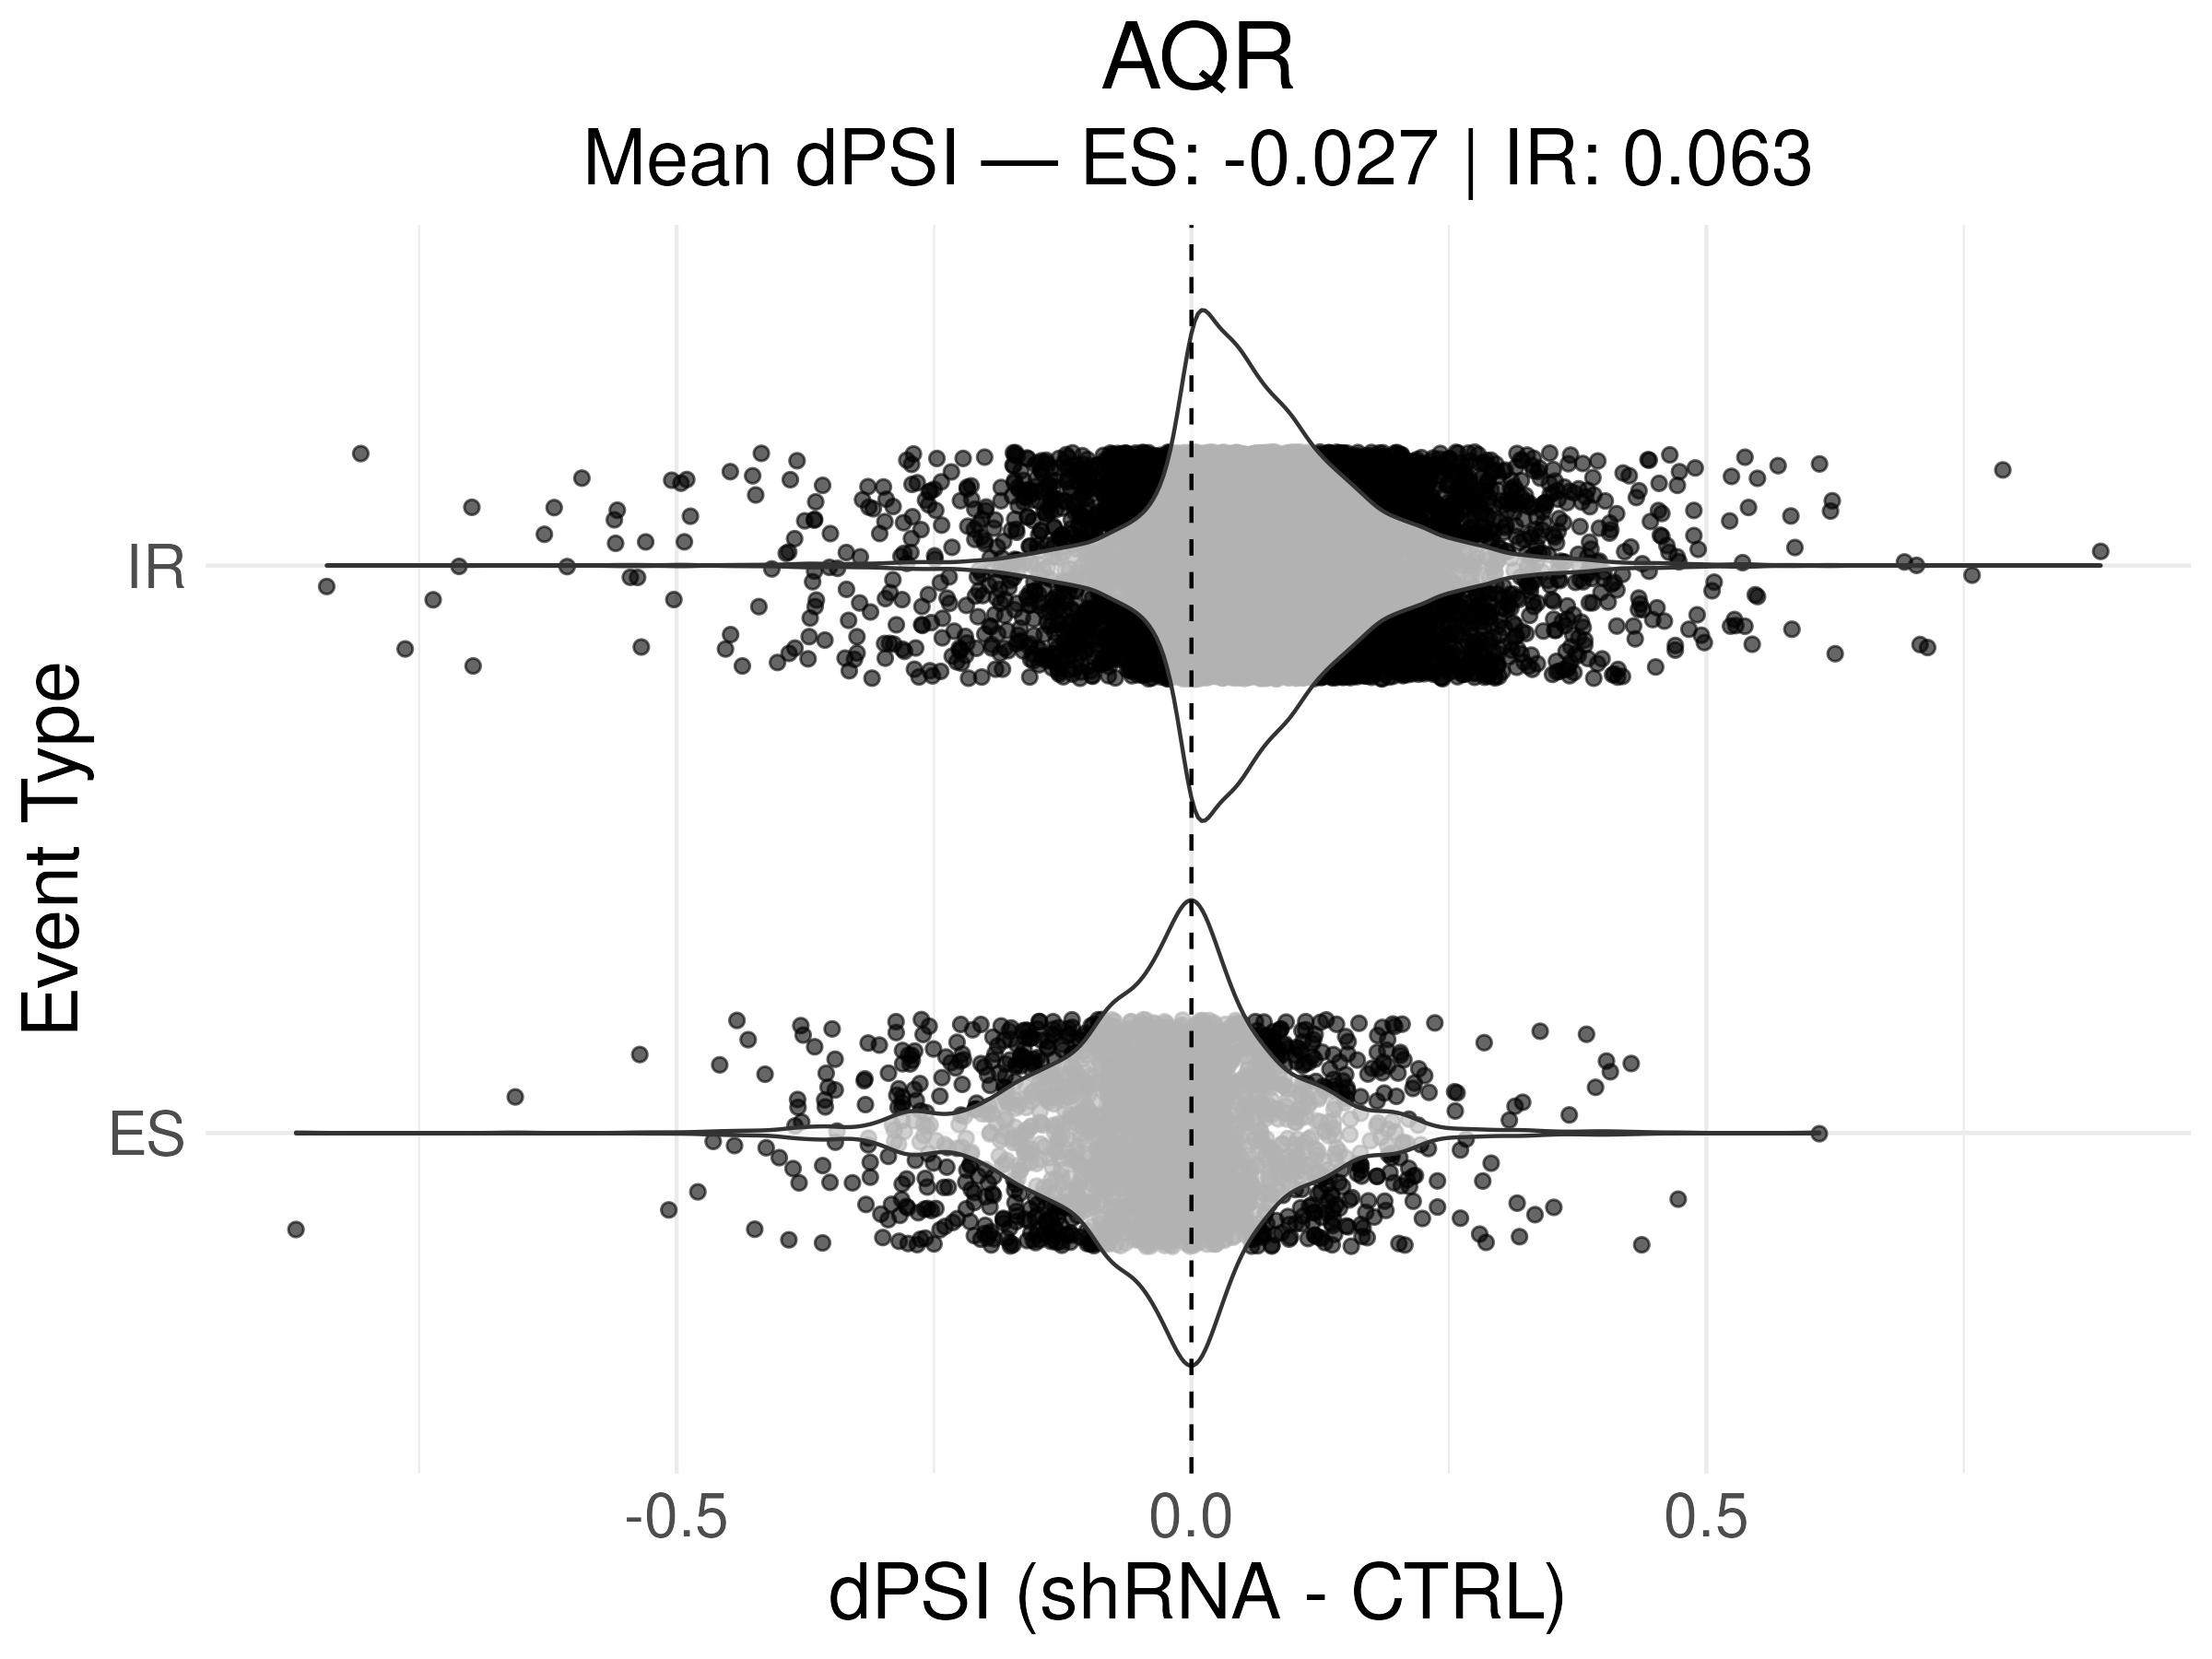 AQR
Mean dPSI — ES: -0.027 | IR: 0.063
Event Type
IR
ES
-0.5
0.0
0.5
dPSI (shRNA - CTRL)